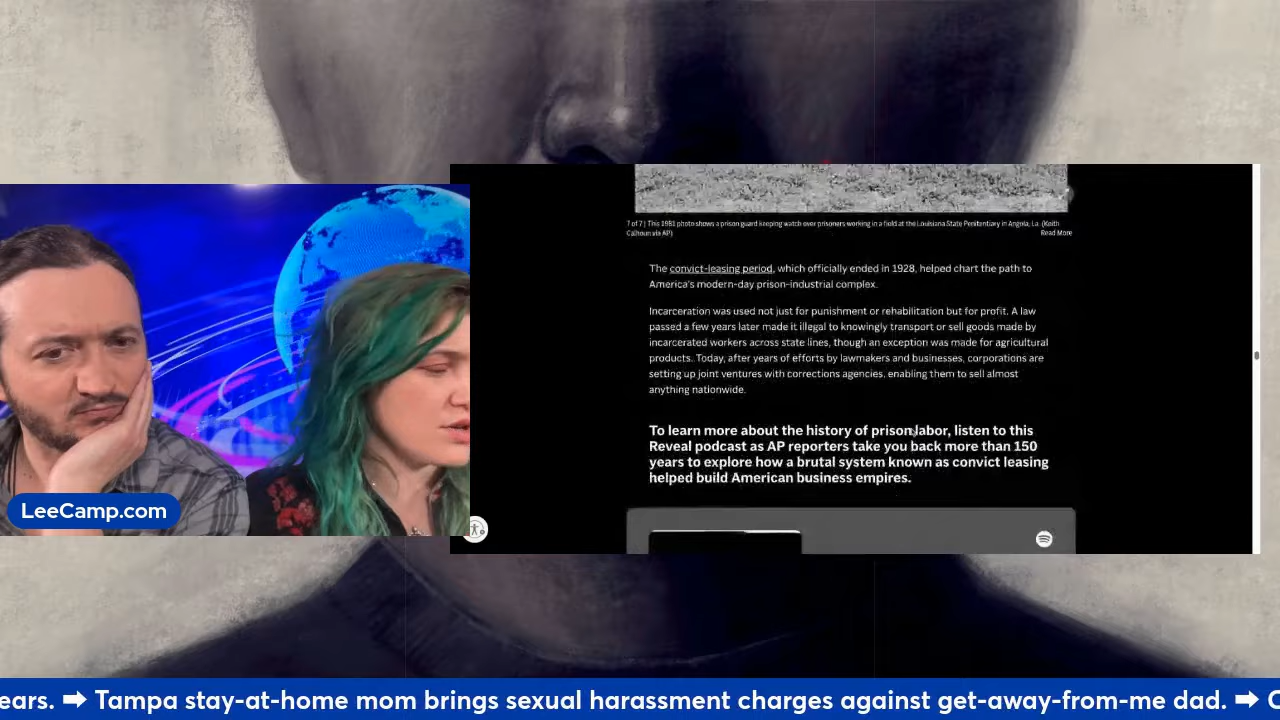 1 of 7 | This 1981 photo shows a prison guard keeping watch over prisoners working in a field at the Louisiana State Penitentiary in Angola, La. (Keith
Calhoun via AP)
Read More
The convict-leasing period, which officially ended in 1928, helped chart the path to
America's modern-day prison-industrial complex.
Incarceration was used not just for punishment or rehabilitation but for profit. A law
passed a few years later made it illegal to knowingly transport or sell goods made by
incarcerated workers across state lines, though an exception was made for agricultural
products. Today, after years of efforts by lawmakers and businesses, corporations are
setting up joint ventures with corrections agencies, enabling them to sell almost
anything nationwide.
To learn more about the history of prison labor, listen to this
Reveal podcast as AP reporters take you back more than 150
years to explore how a brutal system known as convict leasing
helped build American business empires.
LeeCamp.com
ears. ➡ Tampa stay-at-home mom brings sexual harassment charges against get-away-from-me dad. ➡ C